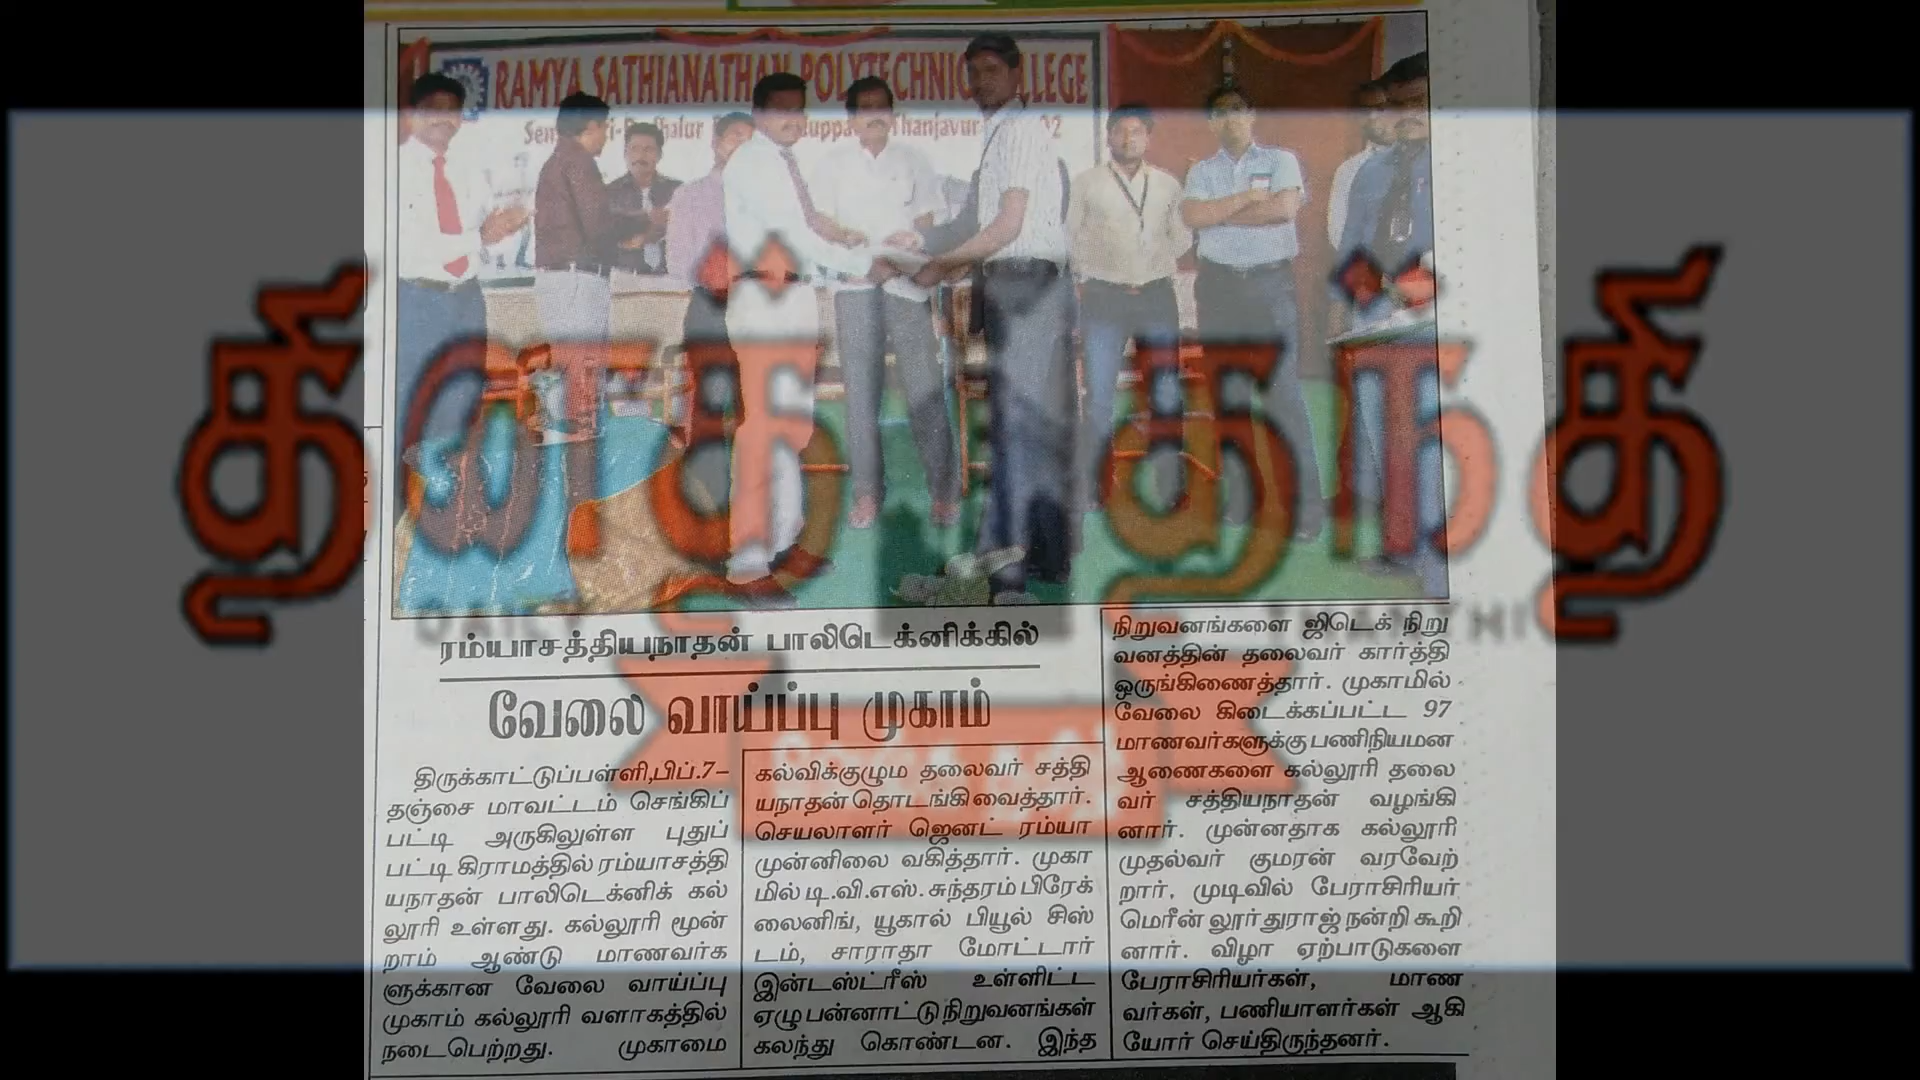 RAMYA SATHIANATHAN POLYTECHNIC COLLEGE
Thanjavur
தினத் தந்தி
ரம்யாசத்தியநாதன் பாலிடெக்னிக்கில்
வேலை வாய்ப்பு முகாம்
திருக்காட்டுப்பள்ளி,பிப்.7–
தஞ்சை மாவட்டம் செங்கிப்
பட்டி அருகிலுள்ள புதுப்
பட்டி கிராமத்தில் ரம்யாசத்தி
யநாதன் பாலிடெக்னிக் கல்
லூரி உள்ளது. கல்லூரி மூன்
றாம் ஆண்டு மாணவர்க
ளுக்கான வேலை வாய்ப்பு
முகாம் கல்லூரி வளாகத்தில்
நடைபெற்றது. முகாமை
கல்விக்குழும தலைவர் சத்தி
யநாதன் தொடங்கி வைத்தார்.
செயலாளர் ஜெனட் ரம்யா
முன்னிலை வகித்தார். முகா
மில் டி.வி.எஸ். சுந்தரம் பிரேக்
லைனிங், யூகால் பியூல் சிஸ்
டம், சாராதா மோட்டார்
இன்டஸ்ட்ரீஸ் உள்ளிட்ட
ஏழு பன்னாட்டு நிறுவனங்கள்
கலந்து கொண்டன. இந்த
நிறுவனங்களை ஜிடெக் நிறு
வனத்தின் தலைவர் கார்த்தி
ஒருங்கிணைத்தார். முகாமில்
வேலை கிடைக்கப்பட்ட 97
மாணவர்களுக்கு பணிநியமன
ஆணைகளை கல்லூரி தலை
வர் சத்தியநாதன் வழங்கி
னார். முன்னதாக கல்லூரி
முதல்வர் குமரன் வரவேற்
றார், முடிவில் பேராசிரியர்
மெரீன் லூர்துராஜ் நன்றி கூறி
னார். விழா ஏற்பாடுகளை
பேராசிரியர்கள், மாண
வர்கள், பணியாளர்கள் ஆகி
யோர் செய்திருந்தனர்.